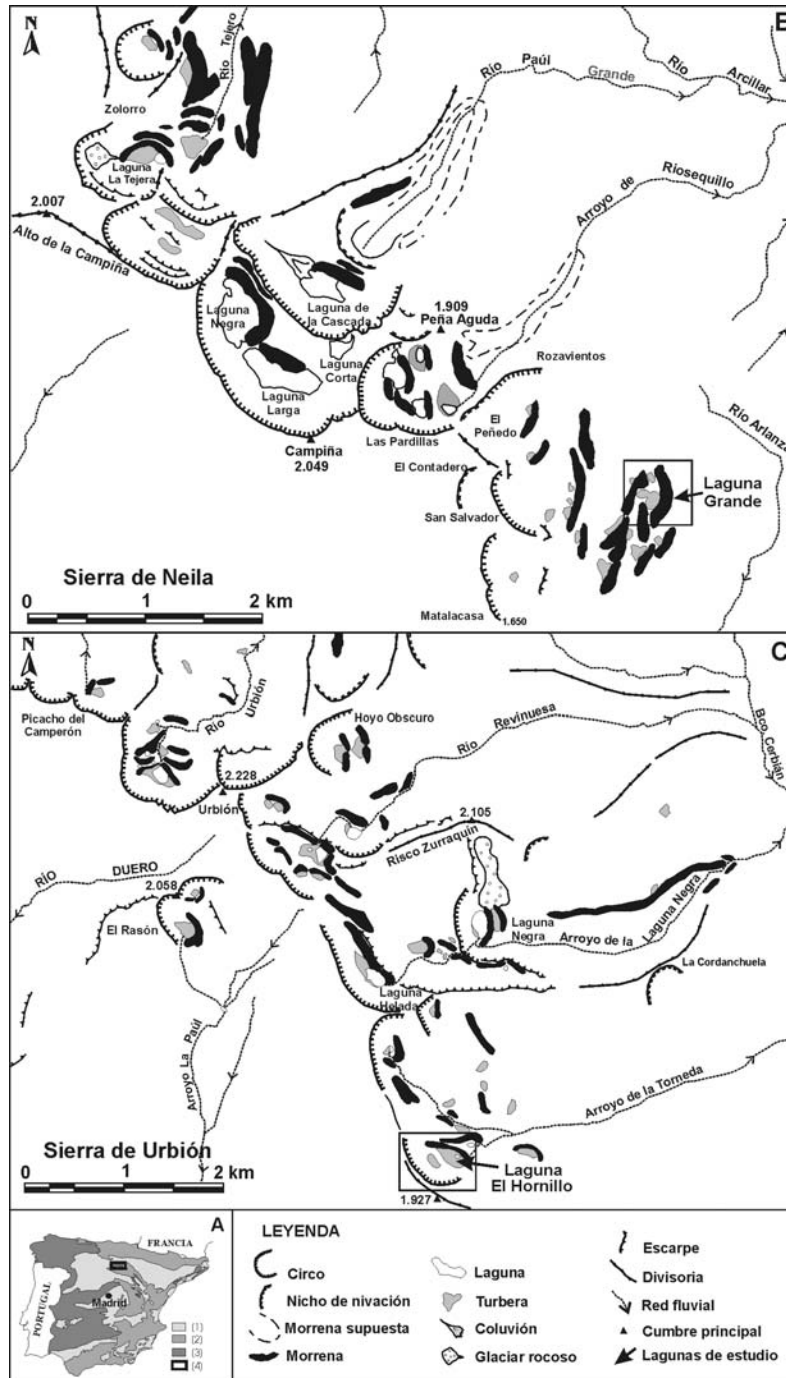 N
B
Río Tejero
Zolorro
Laguna
La Tejera
2.007
Alto de la Campiña
Río Paúl Grande
Río Arcillar
Arroyo de Riosequillo
Laguna
Negra
Laguna de
la Cascada
Laguna
Corta
Laguna
Larga
Campiña
2.049
1.909
Peña Aguda
Las Pardillas
Rozavientos
El
Peñedo
El Contadero
San Salvador
Río Arlanza
Laguna
Grande
Matalacasa
1.650
Sierra de Neila
0 1 2 km
N
C
Picacho del
Camperón
Río Urbión
2.228
Urbión
Hoyo Obscuro
Río Revinuesa
Bco. Cerbián
2.105
Risco Zurraquín
RÍO DUERO
2.058
El Rasón
Laguna
Negra
Arroyo de la Laguna Negra
La Cordanchuela
Laguna
Helada
Arroyo La Paúl
Arroyo de la Torneda
Laguna
El Hornillo
1.927
Sierra de Urbión
0 1 2 km
A
FRANCIA
PORTUGAL
Madrid
(1)
(2)
(3)
(4)
LEYENDA
Circo
Nicho de nivación
Morrena supuesta
Morrena
Laguna
Turbera
Coluvión
Glaciar rocoso
Escarpe
Divisoria
Red fluvial
Cumbre principal
Lagunas de estudio